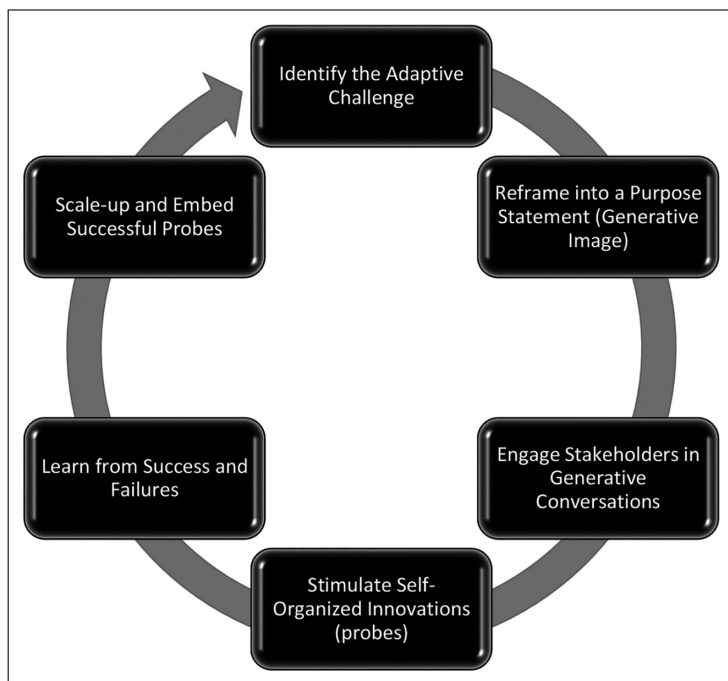 Identify the Adaptive
Challenge
Reframe into a Purpose
Statement (Generative
Image)
Engage Stakeholders in
Generative
Conversations
Stimulate Self-
Organized Innovations
(probes)
Learn from Success and
Failures
Scale-up and Embed
Successful Probes